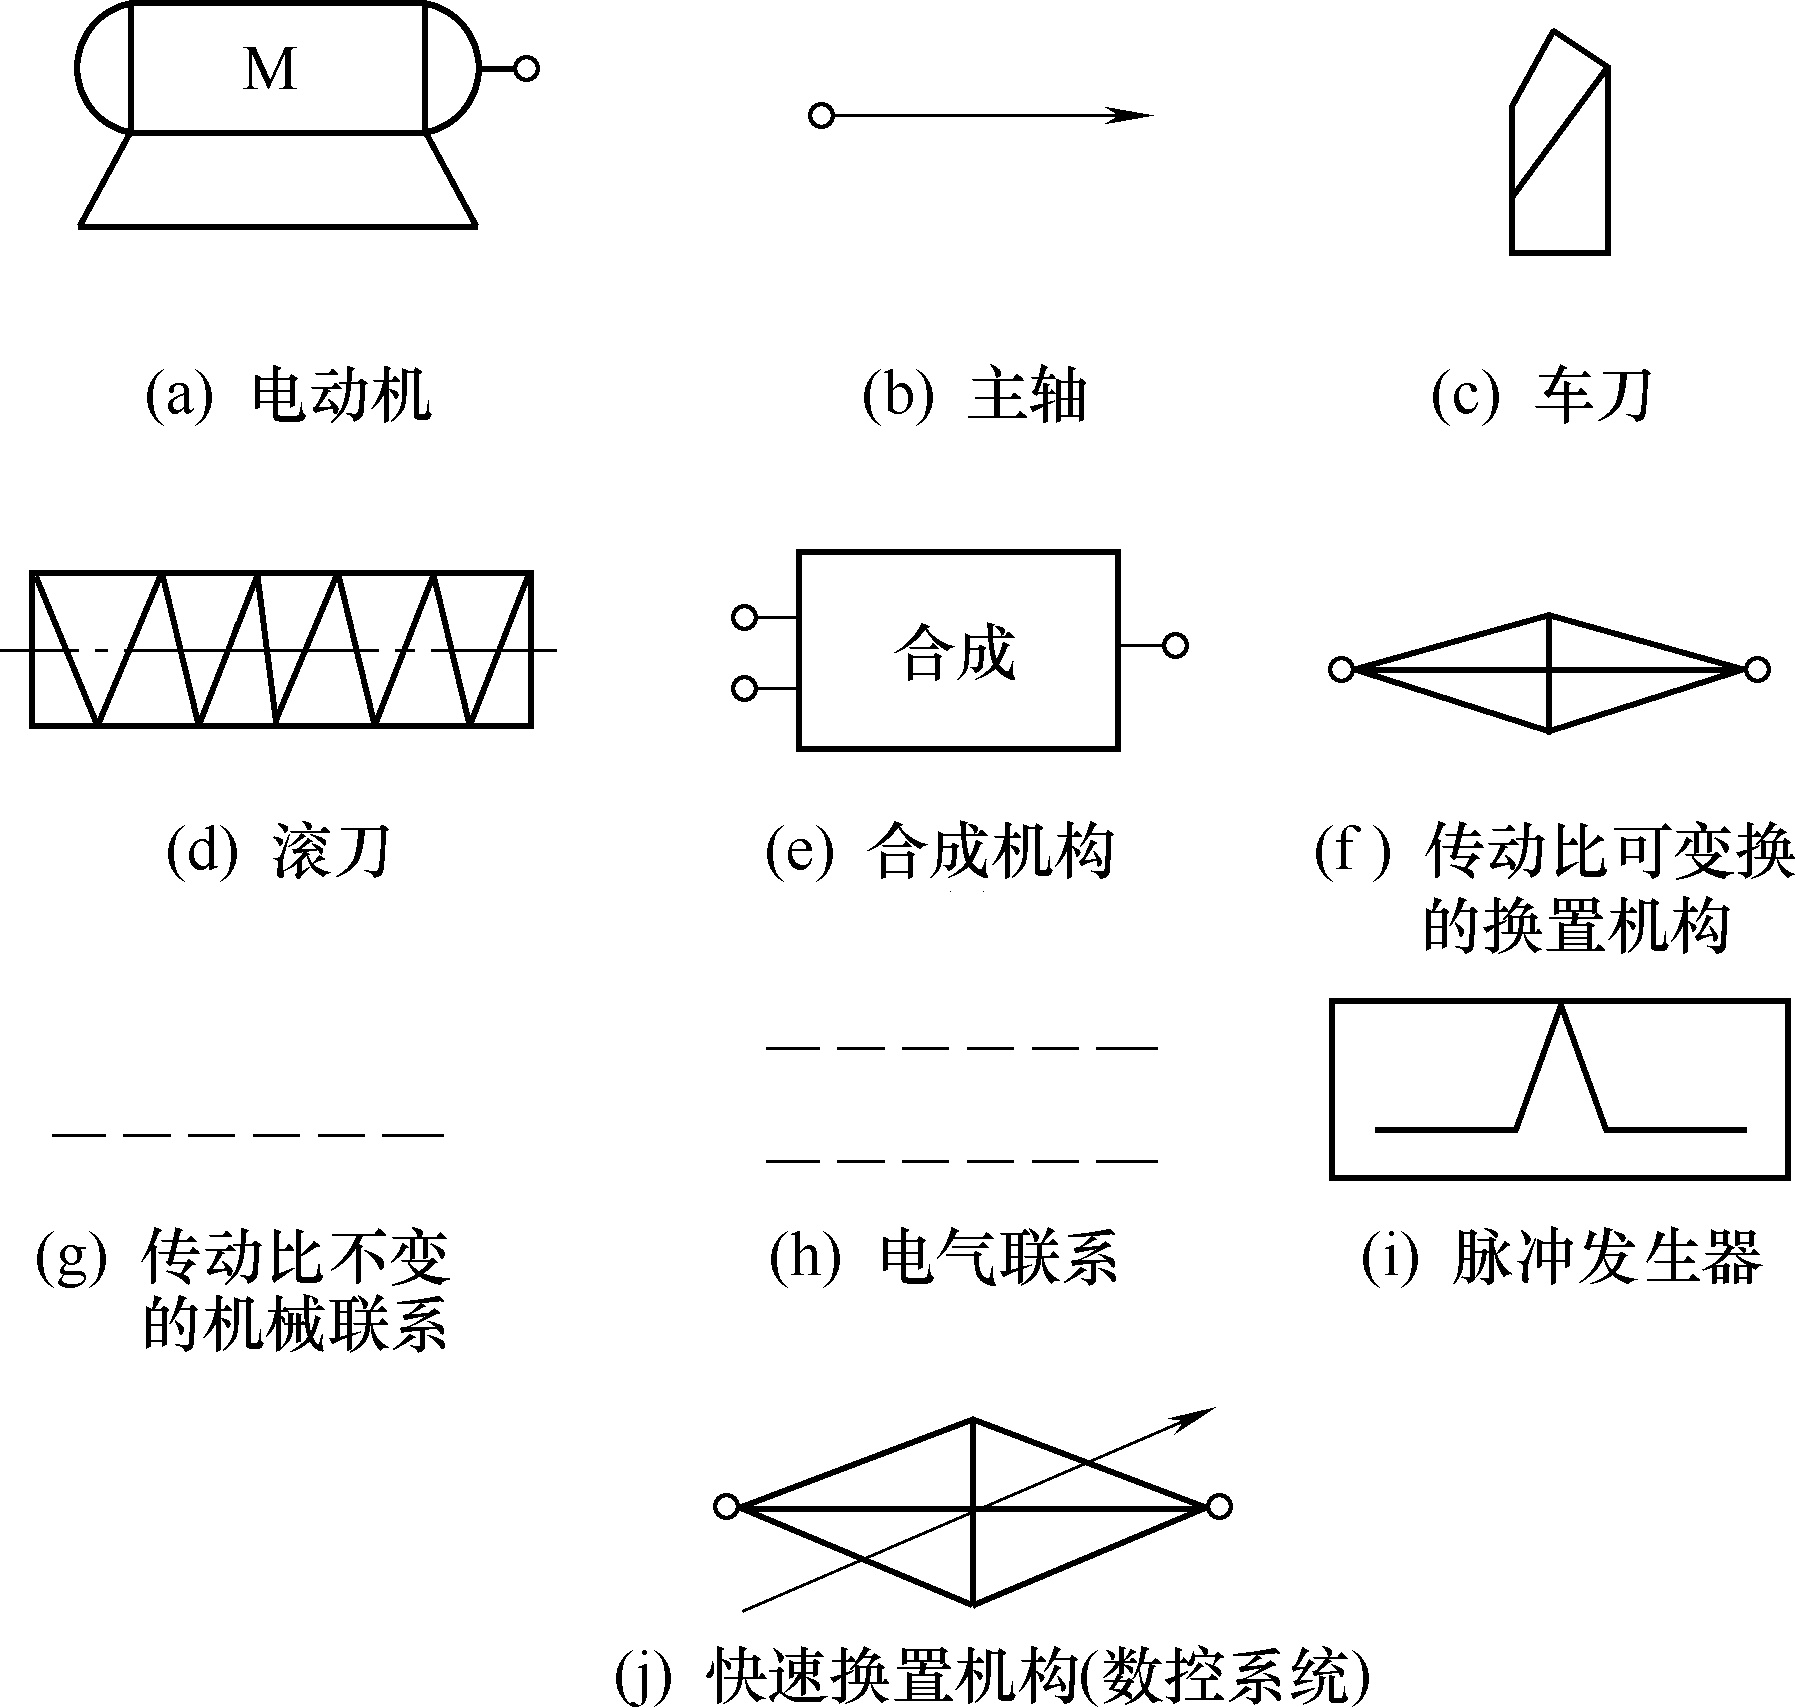 M
(a) 电动机
(b) 主轴
(c) 车刀
合成
(d) 滚刀
(e) 合成机构
(f) 传动比可变换
的换置机构
(g) 传动比不变
的机械联系
(h) 电气联系
(i) 脉冲发生器
(j) 快速换置机构(数控系统)